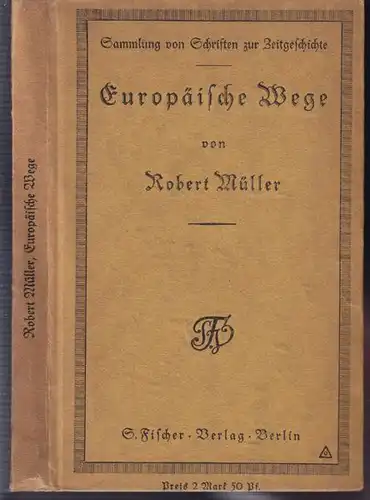 Robert Müller, Europäische Wege
Sammlung von Schriften zur Zeitgeschichte
Europäische Wege
von
Robert Müller
S. Fischer · Verlag · Berlin
Preis 2 Mark 50 Pf.